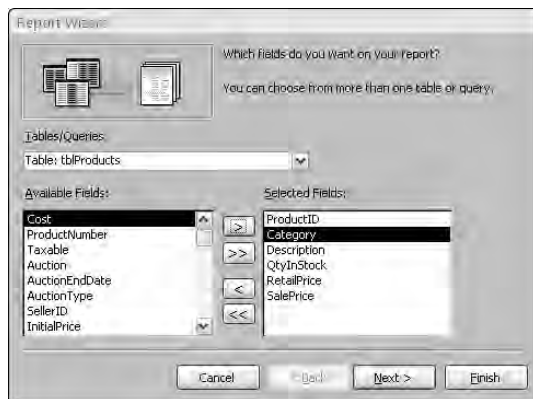 Report Wizard
Which fields do you want on your report?
You can choose from more than one table or query.
Tables/Queries
Table: tblProducts
Available Fields:
Selected Fields:
Cost
ProductNumber
Taxable
Auction
AuctionEndDate
AuctionType
SellerID
InitialPrice
>
>>
<
<<
ProductID
Category
Description
QtyInStock
RetailPrice
SalePrice
Cancel
< Back
Next >
Finish